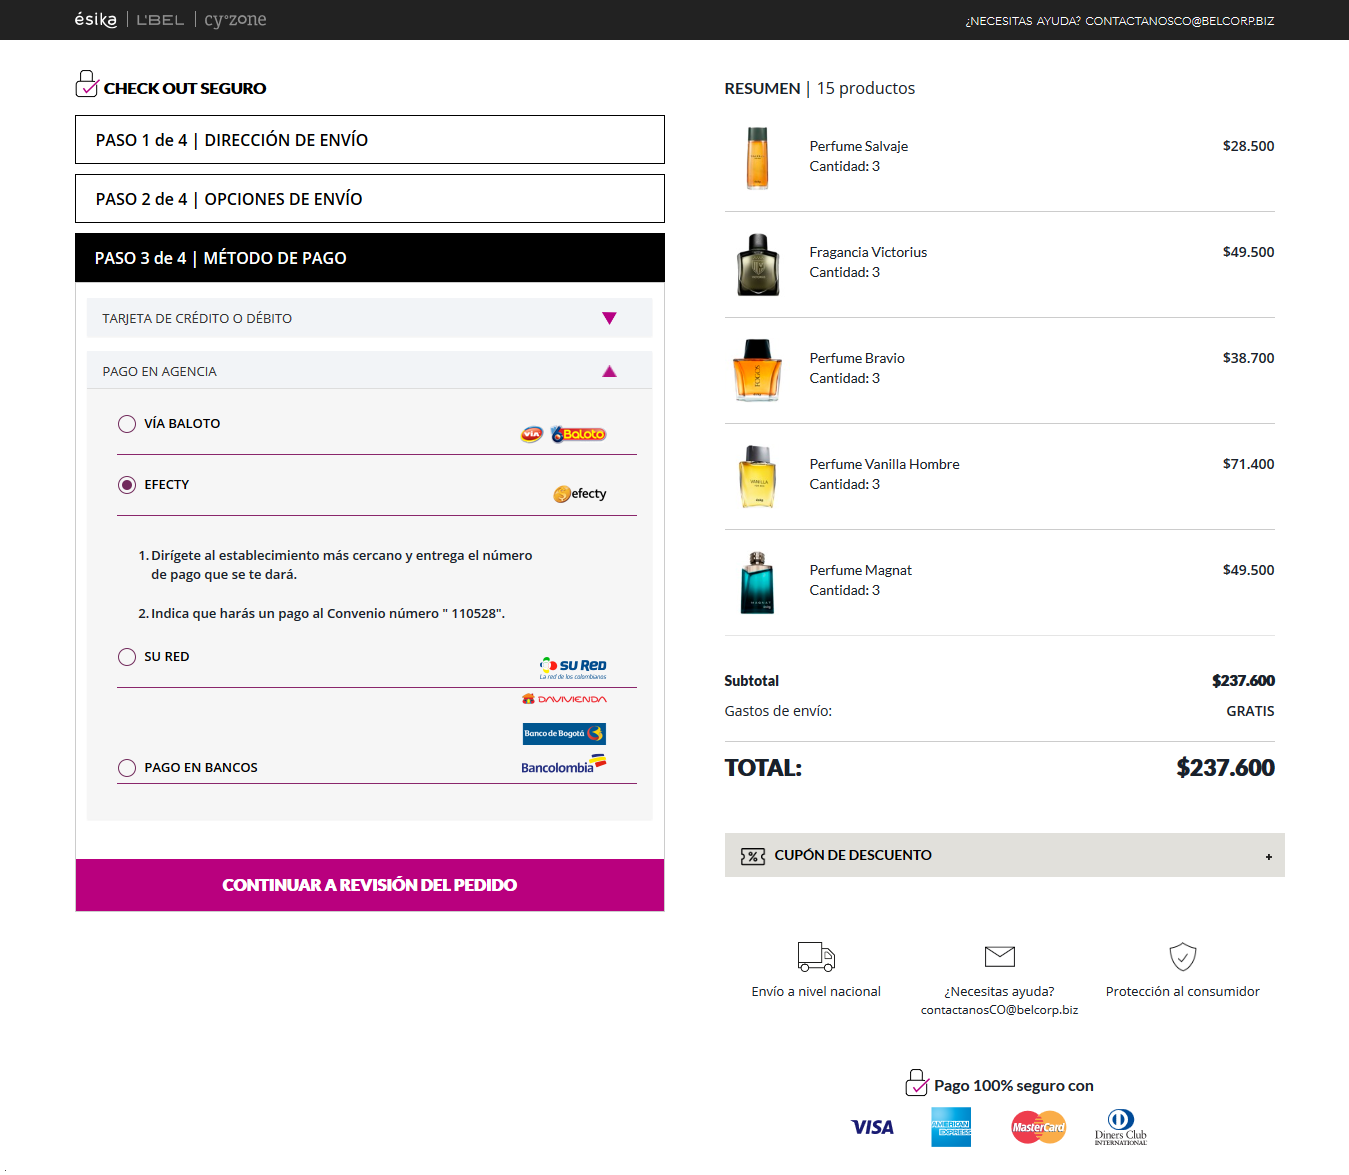 ésika | L'BEL | cy°zone
¿NECESITAS AYUDA? CONTACTANOSCO@BELCORP.BIZ
CHECK OUT SEGURO
PASO 1 de 4 | DIRECCIÓN DE ENVÍO
PASO 2 de 4 | OPCIONES DE ENVÍO
PASO 3 de 4 | MÉTODO DE PAGO
TARJETA DE CRÉDITO O DÉBITO
PAGO EN AGENCIA
VÍA BALOTO
VIA Baloto
EFECTY
efecty
1. Dirígete al establecimiento más cercano y entrega el número
de pago que se te dará.
2. Indica que harás un pago al Convenio número " 110528".
SU RED
SU RED
La red de los colombianos
DAVIVIENDA
Banco de Bogotá
PAGO EN BANCOS
Bancolombia
CONTINUAR A REVISIÓN DEL PEDIDO
RESUMEN | 15 productos
Perfume Salvaje
Cantidad: 3
$28.500
Fragancia Victorius
Cantidad: 3
$49.500
FOGOS
Perfume Bravio
Cantidad: 3
$38.700
VANILLA
Perfume Vanilla Hombre
Cantidad: 3
$71.400
MAGNAT
Perfume Magnat
Cantidad: 3
$49.500
Subtotal
$237.600
Gastos de envío:
GRATIS
TOTAL:
$237.600
% CUPÓN DE DESCUENTO
+
Envío a nivel nacional
¿Necesitas ayuda?
contactanosCO@belcorp.biz
Protección al consumidor
Pago 100% seguro con
VISA
AMERICAN EXPRESS
MasterCard
Diners Club
INTERNATIONAL